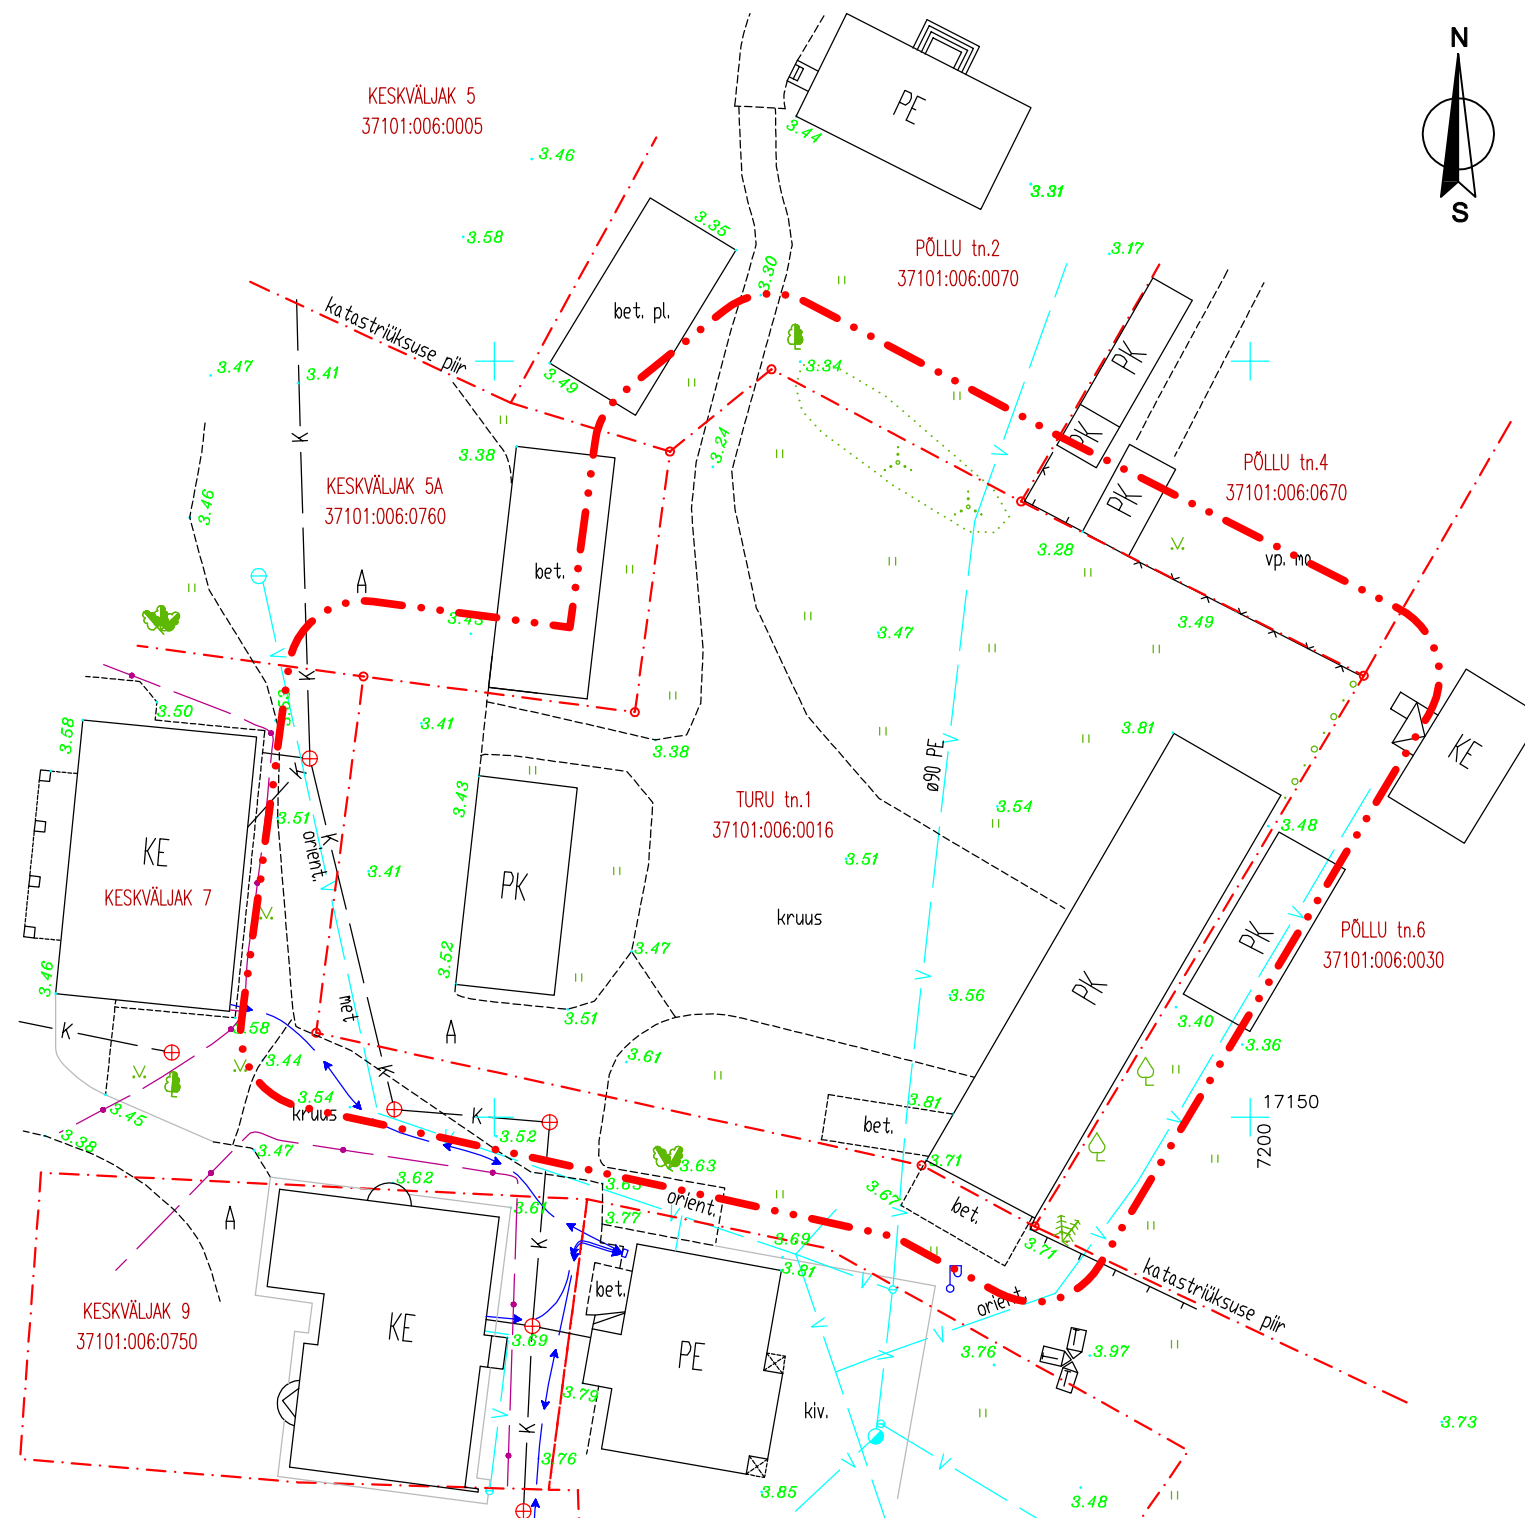 N
S
KESKVÄLJAK 5
37101:006:0005
PE
3.44
3.46
3.31
3.35
3.58
PÕLLU tn.2
37101:006:0070
3.17
3.30
katastriüksuse piir
bet. pl.
3.47
3.41
3.49
3.34
PK
PK
K
3.24
3.38
PÕLLU tn.4
37101:006:0670
KESKVÄLJAK 5A
37101:006:0760
3.46
PK
V
3.28
vp. mo
bet.
A
3.49
3.47
V
K
3.50
3.53
3.41
3.58
3.38
3.81
KE
V
ø90 PE
K
3.43
TURU tn.1
37101:006:0016
3.54
3.51
3.48
K
orient.
KE
3.51
3.41
KESKVÄLJAK 7
V
PK
kruus
V
PÕLLU tn.6
37101:006:0030
PK
3.47
3.52
3.46
V
PK
3.56
met
3.51
3.40
K
3.58
A
3.36
3.44
3.61
K
3.54
kruus
3.45
K
3.81
17150
7200
V
bet.
3.38
3.47
3.52
V
3.62
3.63
3.71
3.67
3.61
3.63
orient.
3.77
bet.
V
A
K
3.69
3.71
V
3.81
katastriüksuse piir
KESKVÄLJAK 9
37101:006:0750
bet.
orient.
KE
3.69
PE
V
V
V
3.76
3.97
3.79
kiv.
V
K
3.73
3.76
V
V
3.85
3.48